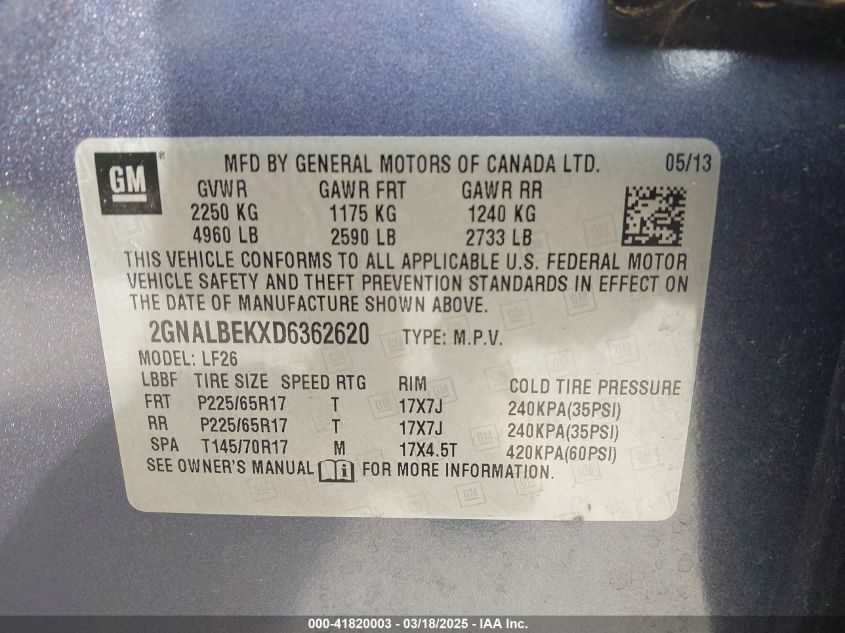 GM
MFD BY GENERAL MOTORS OF CANADA LTD. 05/13
GVWR GAWR FRT GAWR RR
2250 KG 1175 KG 1240 KG
4960 LB 2590 LB 2733 LB
THIS VEHICLE CONFORMS TO ALL APPLICABLE U.S. FEDERAL MOTOR
VEHICLE SAFETY AND THEFT PREVENTION STANDARDS IN EFFECT ON
THE DATE OF MANUFACTURE SHOWN ABOVE.
2GNALBEKXD6362620 TYPE: M.P.V.
MODEL: LF26
LBBF TIRE SIZE SPEED RTG RIM COLD TIRE PRESSURE
FRT P225/65R17 T 17X7J 240KPA(35PSI)
RR P225/65R17 T 17X7J 240KPA(35PSI)
SPA T145/70R17 M 17X4.5T 420KPA(60PSI)
SEE OWNER'S MANUAL i FOR MORE INFORMATION.
000-41820003 - 03/18/2025 - IAA Inc.